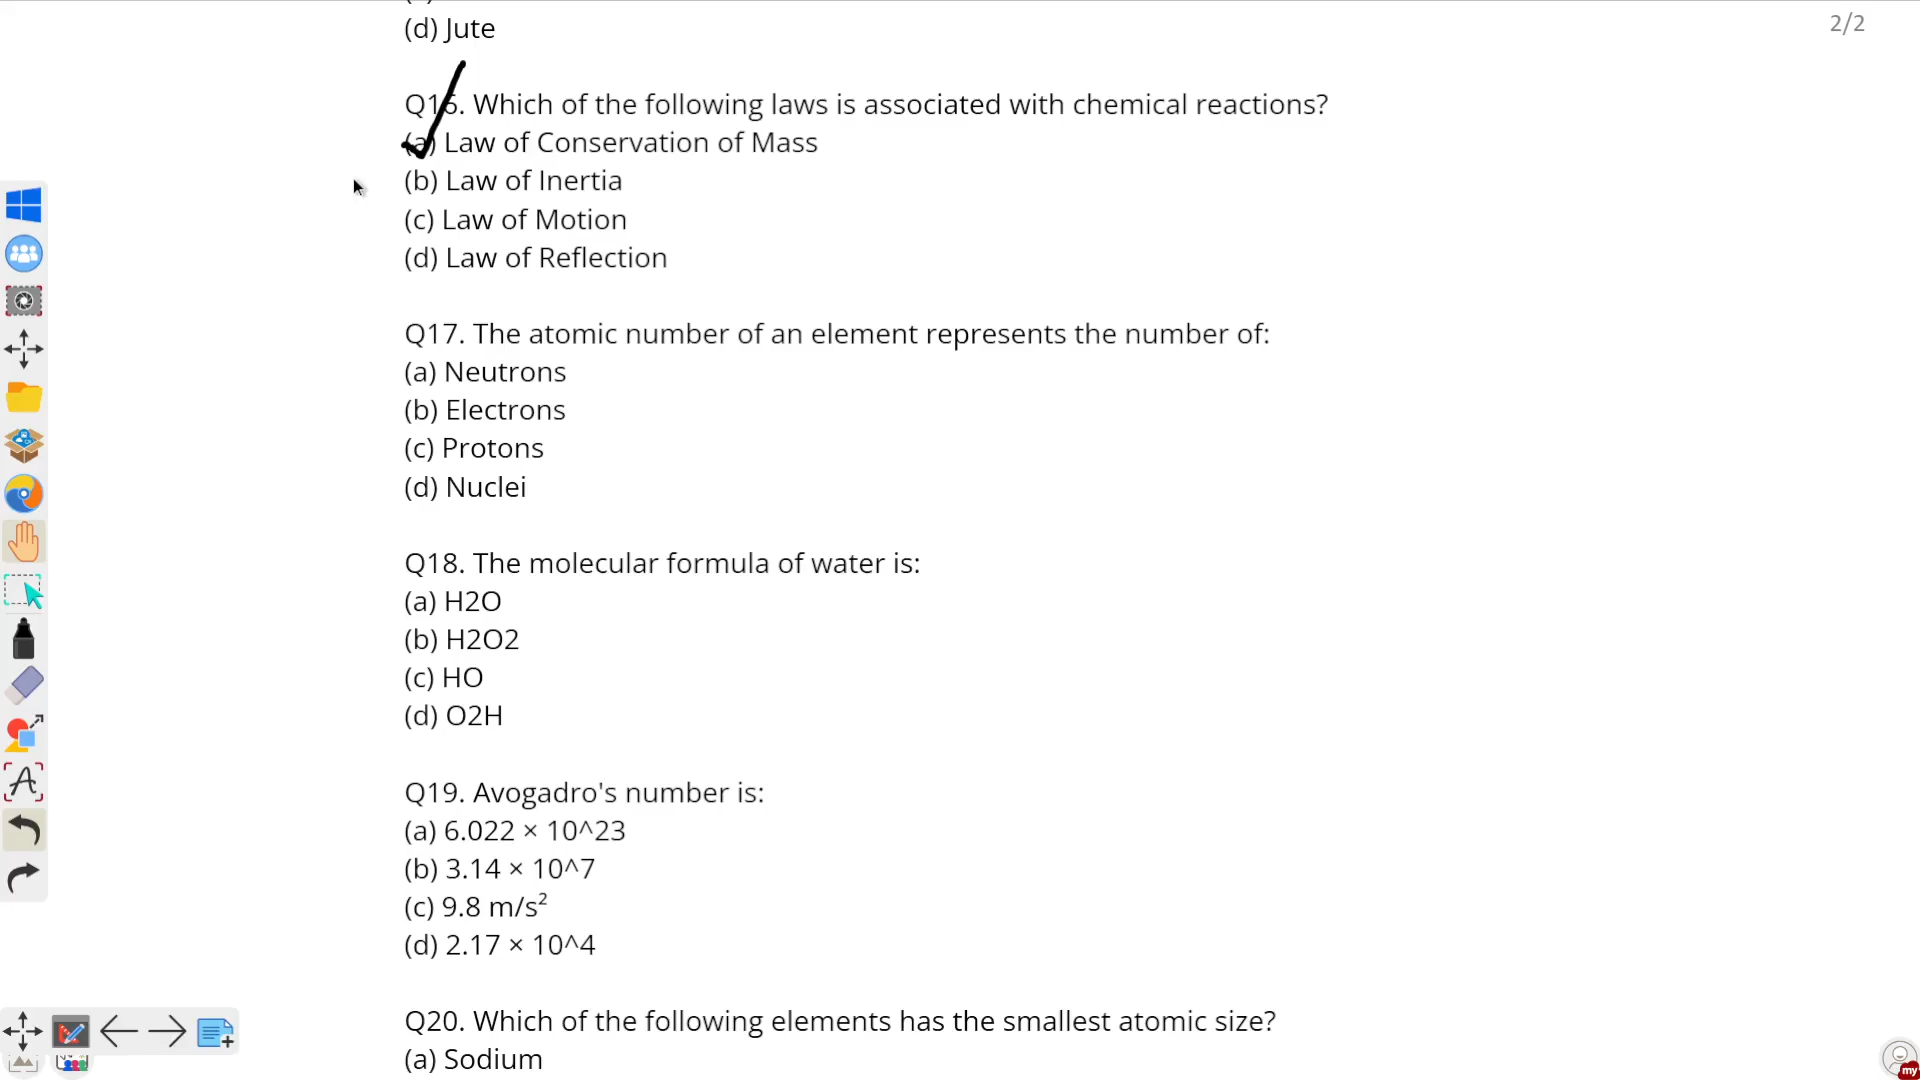 (d) Jute
2/2
Q16. Which of the following laws is associated with chemical reactions?
(a) Law of Conservation of Mass
(b) Law of Inertia
(c) Law of Motion
(d) Law of Reflection
Q17. The atomic number of an element represents the number of:
(a) Neutrons
(b) Electrons
(c) Protons
(d) Nuclei
Q18. The molecular formula of water is:
(a) H2O
(b) H2O2
(c) HO
(d) O2H
Q19. Avogadro's number is:
(a) 6.022 × 10^23
(b) 3.14 × 10^7
(c) 9.8 m/s²
(d) 2.17 × 10^4
Q20. Which of the following elements has the smallest atomic size?
(a) Sodium
my